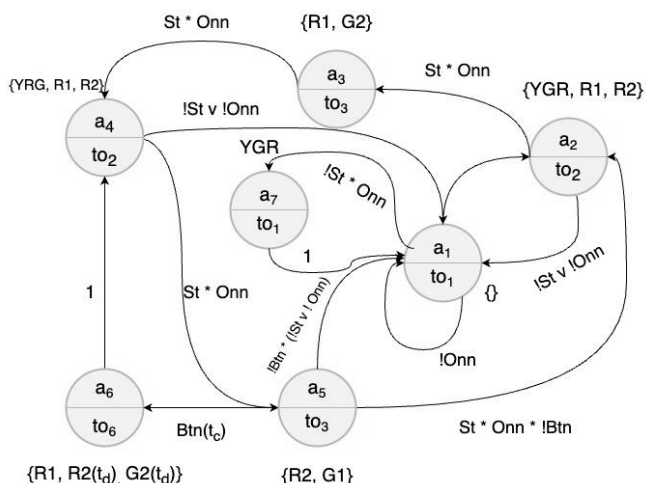 St * Onn
{R1, G2}
a3
to3
St * Onn
{YGR, R1, R2}
{YRG, R1, R2}
a4
to2
!St v !Onn
YGR
a7
to1
!St * Onn
a2
to2
a1
to1
{}
1
!St v !Onn
1
St * Onn
!Btn * (!St v ! Onn)
!Onn
a6
to6
Btn(tc)
a5
to3
St * Onn * !Btn
{R1, R2(td), G2(td)}
{R2, G1}